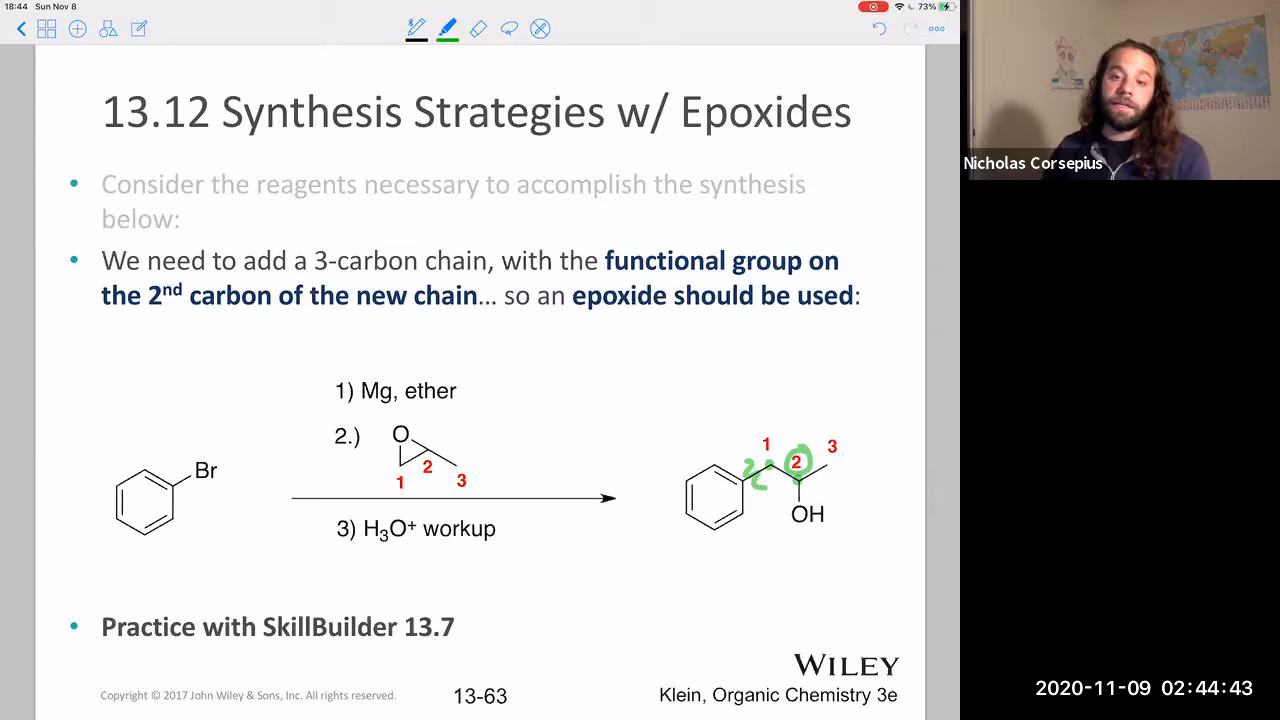 18:44 Sun Nov 8
73%
13.12 Synthesis Strategies w/ Epoxides
• Consider the reagents necessary to accomplish the synthesis
below:
• We need to add a 3-carbon chain, with the functional group on
the 2nd carbon of the new chain… so an epoxide should be used:
1) Mg, ether
2.)
O
1
2
3
Br
3) H₃O⁺ workup
1
2
3
OH
• Practice with SkillBuilder 13.7
WILEY
Copyright © 2017 John Wiley & Sons, Inc. All rights reserved.
13-63
Klein, Organic Chemistry 3e
Nicholas Corsepius
2020-11-09 02:44:43